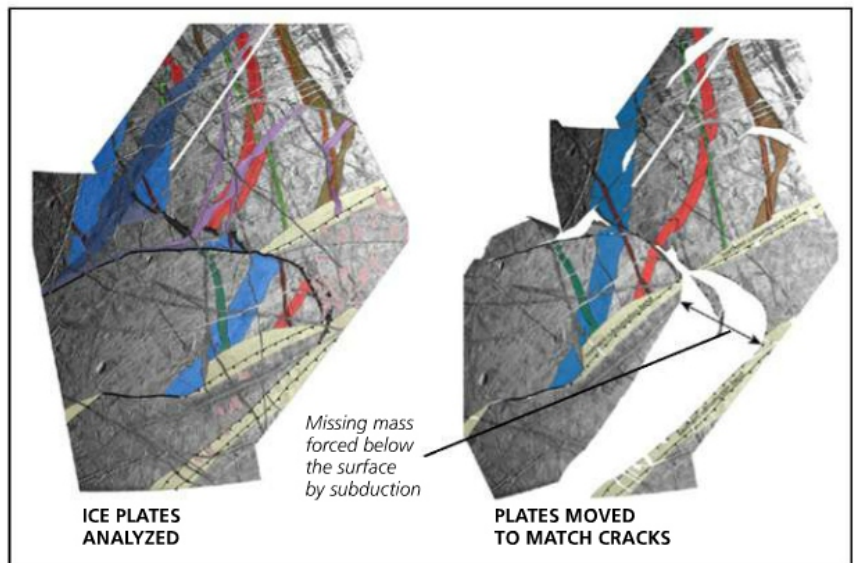 Missing mass
forced below
the surface
by subduction
ICE PLATES
ANALYZED
PLATES MOVED
TO MATCH CRACKS